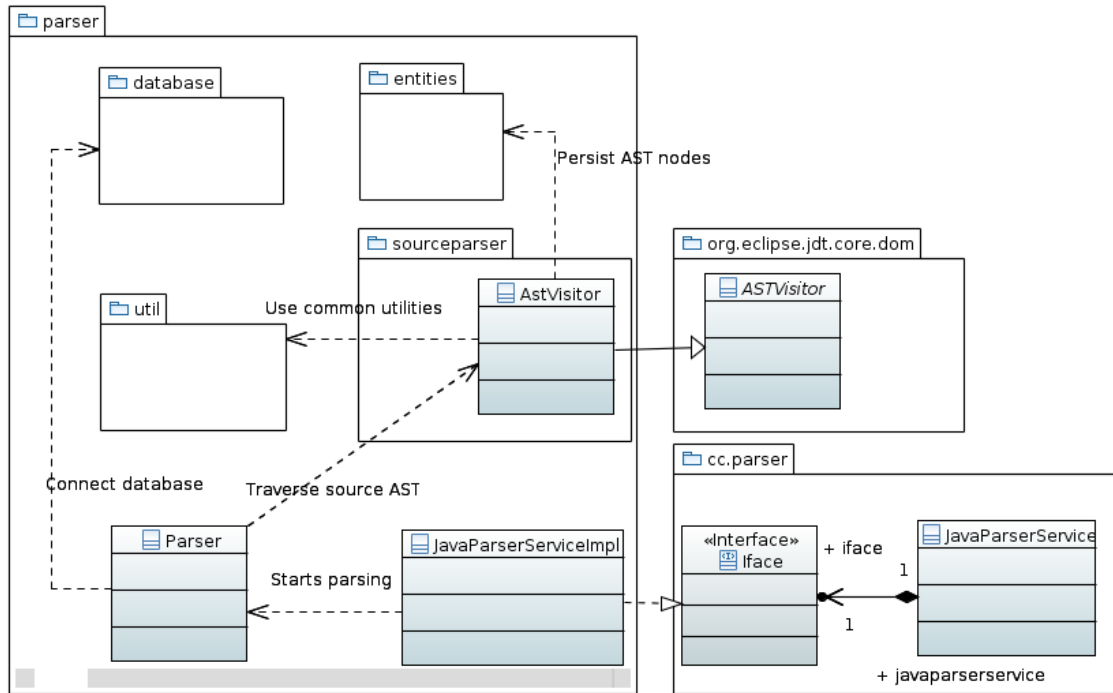 parser
database
entities
Persist AST nodes
sourceparser
org.eclipse.jdt.core.dom
AstVisitor
ASTVisitor
util
Use common utilities
cc.parser
Connect database
Traverse source AST
Parser
JavaParserServiceImpl
«Interface»
Iface
+ iface
JavaParserService
Starts parsing
1
1
+ javaparserservice